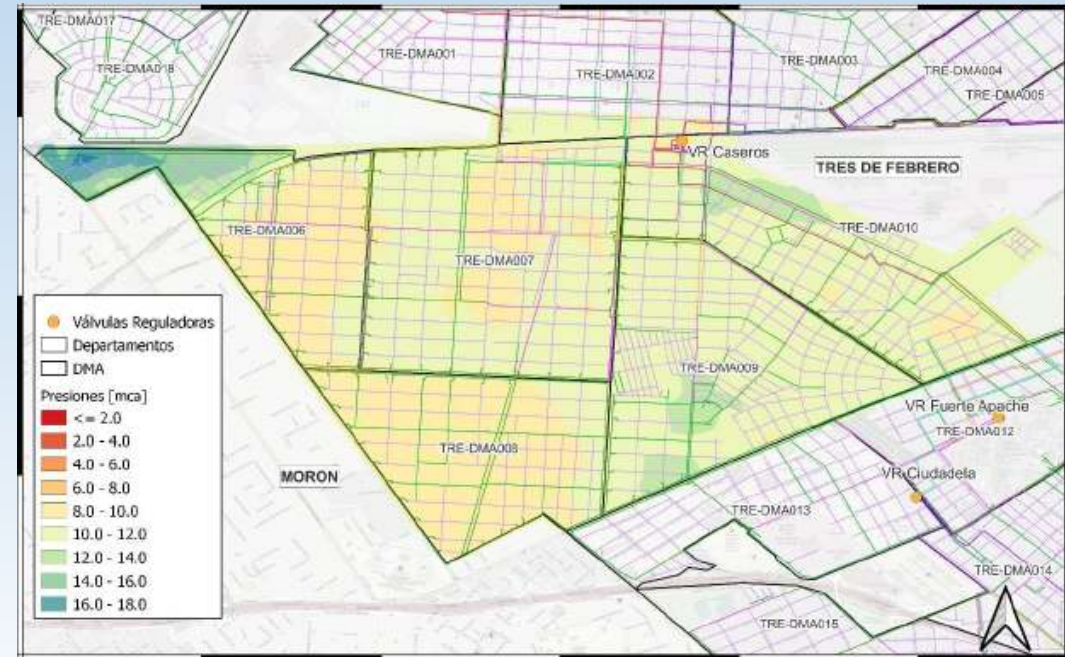 TRE-DMA017
TRE-DMA018
TRE-DMA001
TRE-DMA002
TRE-DMA003
TRE-DMA004
TRE-DMA005
VR Caseros
TRES DE FEBRERO
TRE-DMA006
TRE-DMA007
TRE-DMA010
TRE-DMA009
TRE-DMA008
VR Fuerte Apache
TRE-DMA012
VR Ciudadela
MORON
TRE-DMA013
TRE-DMA014
TRE-DMA015
Válvulas Reguladoras
Departamentos
DMA
Presiones [mca]
<= 2.0
2.0 - 4.0
4.0 - 6.0
6.0 - 8.0
8.0 - 10.0
10.0 - 12.0
12.0 - 14.0
14.0 - 16.0
16.0 - 18.0